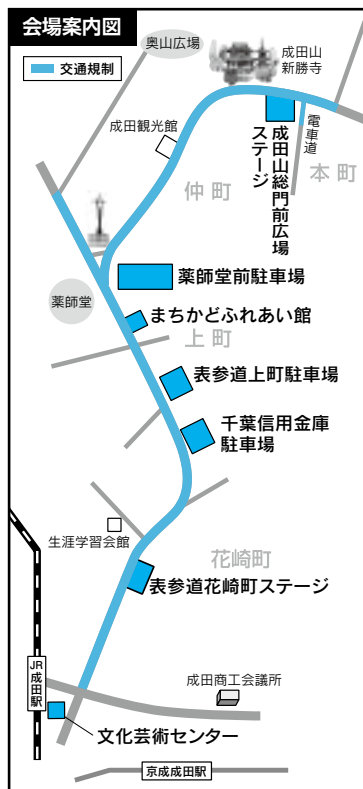 会場案内図
交通規制
奥山広場
成田山
新勝寺
成田観光館
電車道
成田山総門前広場
ステージ
仲町
本町
薬師堂
薬師堂前駐車場
まちかどふれあい館
上町
表参道上町駐車場
千葉信用金庫
駐車場
生涯学習会館
花崎町
表参道花崎町ステージ
JR
成田駅
成田商工会議所
文化芸術センター
京成成田駅